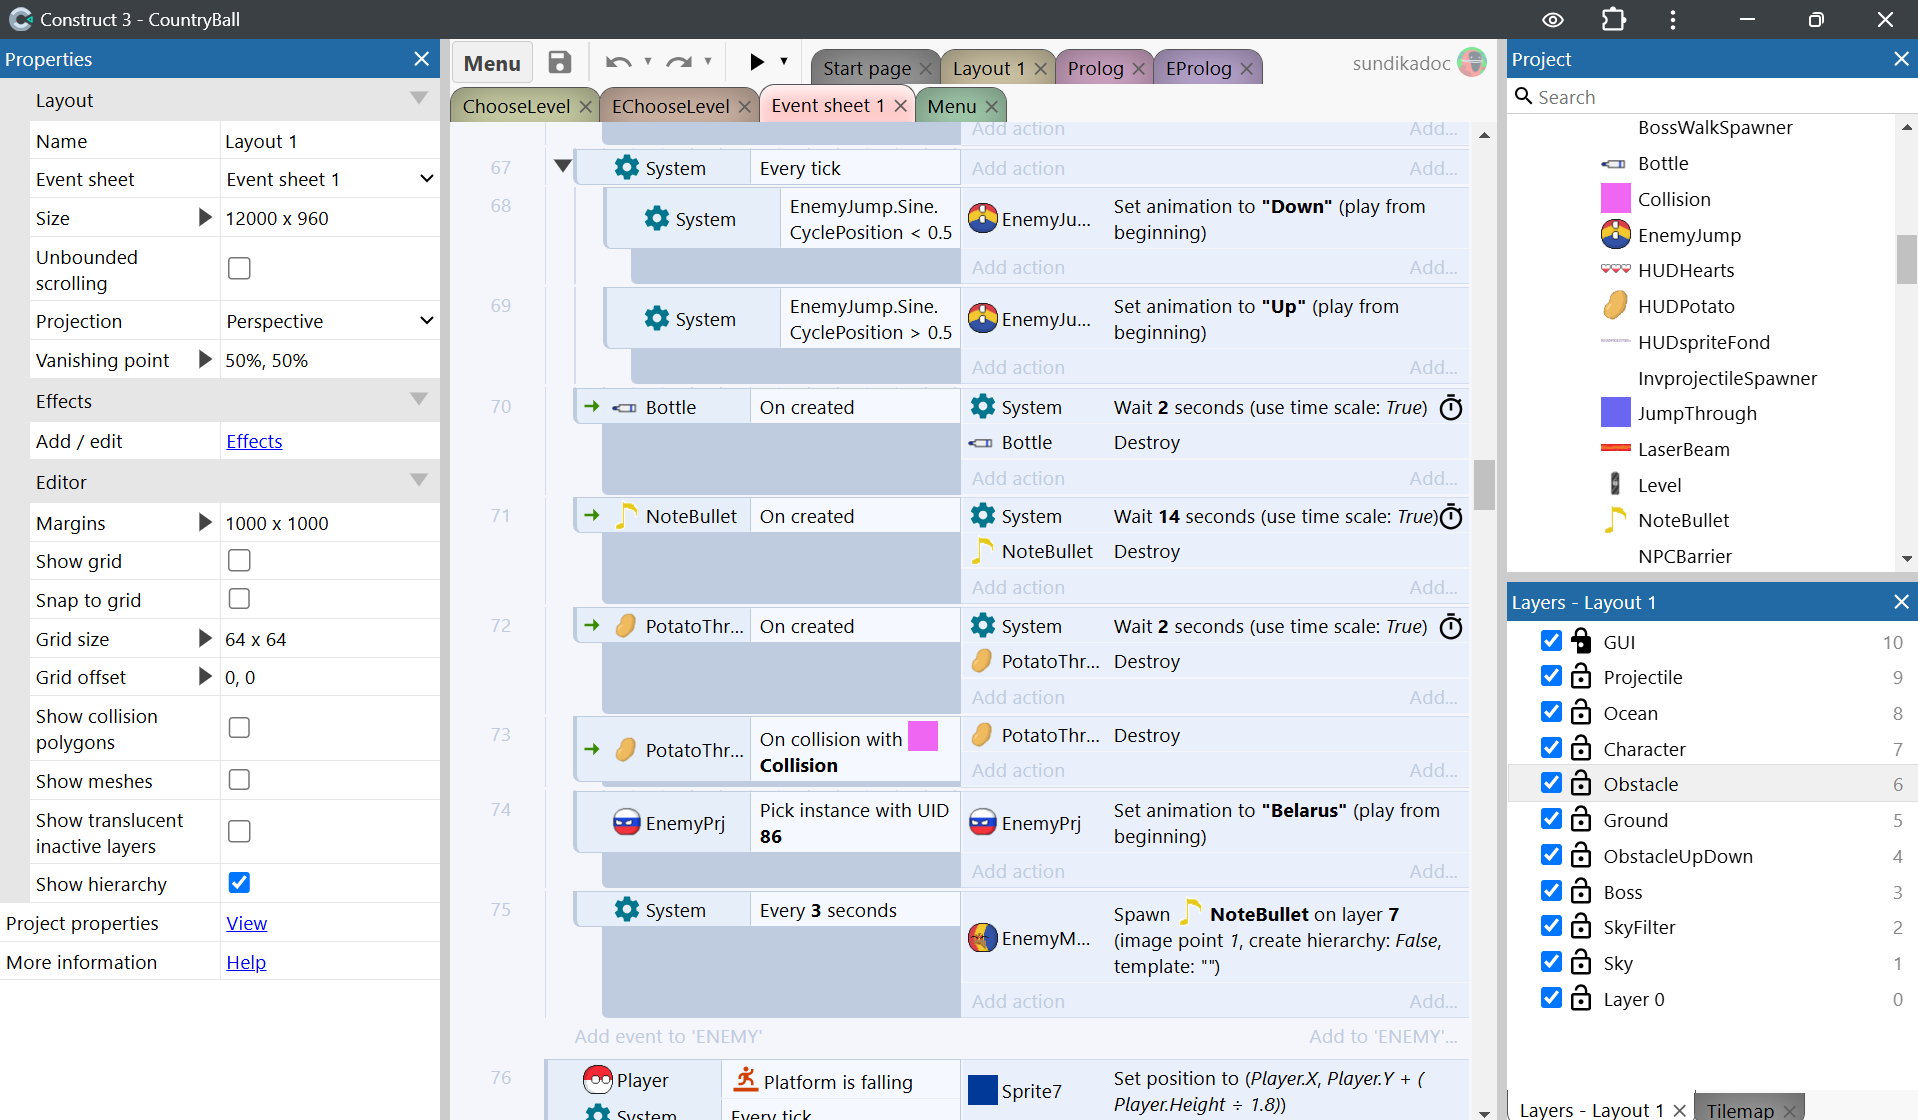 Construct 3 - CountryBall
Properties
Layout
Name Layout 1
Event sheet Event sheet 1
Size 12000 x 960
Unbounded
scrolling
Projection Perspective
Vanishing point 50%, 50%
Effects
Add / edit Effects
Editor
Margins 1000 x 1000
Show grid
Snap to grid
Grid size 64 x 64
Grid offset 0, 0
Show collision
polygons
Show meshes
Show translucent
inactive layers
Show hierarchy
Project properties View
More information Help
Menu
Start page
Layout 1
Prolog
EProlog
sundikadoc
ChooseLevel
EChooseLevel
Event sheet 1
Menu
Add action Add...
67 System Every tick Add action Add...
68 System EnemyJump.Sine.
CyclePosition < 0.5
EnemyJu... Set animation to "Down" (play from
beginning)
Add action Add...
69 System EnemyJump.Sine.
CyclePosition > 0.5
EnemyJu... Set animation to "Up" (play from
beginning)
Add action Add...
70 Bottle On created System Wait 2 seconds (use time scale: True)
Bottle Destroy
Add action Add...
71 NoteBullet On created System Wait 14 seconds (use time scale: True)
NoteBullet Destroy
Add action Add...
72 PotatoThr... On created System Wait 2 seconds (use time scale: True)
PotatoThr... Destroy
Add action Add...
73 PotatoThr... On collision with
Collision
PotatoThr... Destroy
Add action Add...
74 EnemyPrj Pick instance with UID
86
EnemyPrj Set animation to "Belarus" (play from
beginning)
Add action Add...
75 System Every 3 seconds
EnemyM... Spawn NoteBullet on layer 7
(image point 1, create hierarchy: False,
template: "")
Add action Add...
Add event to 'ENEMY' Add to 'ENEMY'...
76 Player Platform is falling
System Every tick
Sprite7 Set position to (Player.X, Player.Y + (
Player.Height ÷ 1.8))
Project
Search
BossWalkSpawner
Bottle
Collision
EnemyJump
HUDHearts
HUDPotato
HUDspriteFond
InvprojectileSpawner
JumpThrough
LaserBeam
Level
NoteBullet
NPCBarrier
Layers - Layout 1
GUI 10
Projectile 9
Ocean 8
Character 7
Obstacle 6
Ground 5
ObstacleUpDown 4
Boss 3
SkyFilter 2
Sky 1
Layer 0 0
Layers - Layout 1
Tilemap